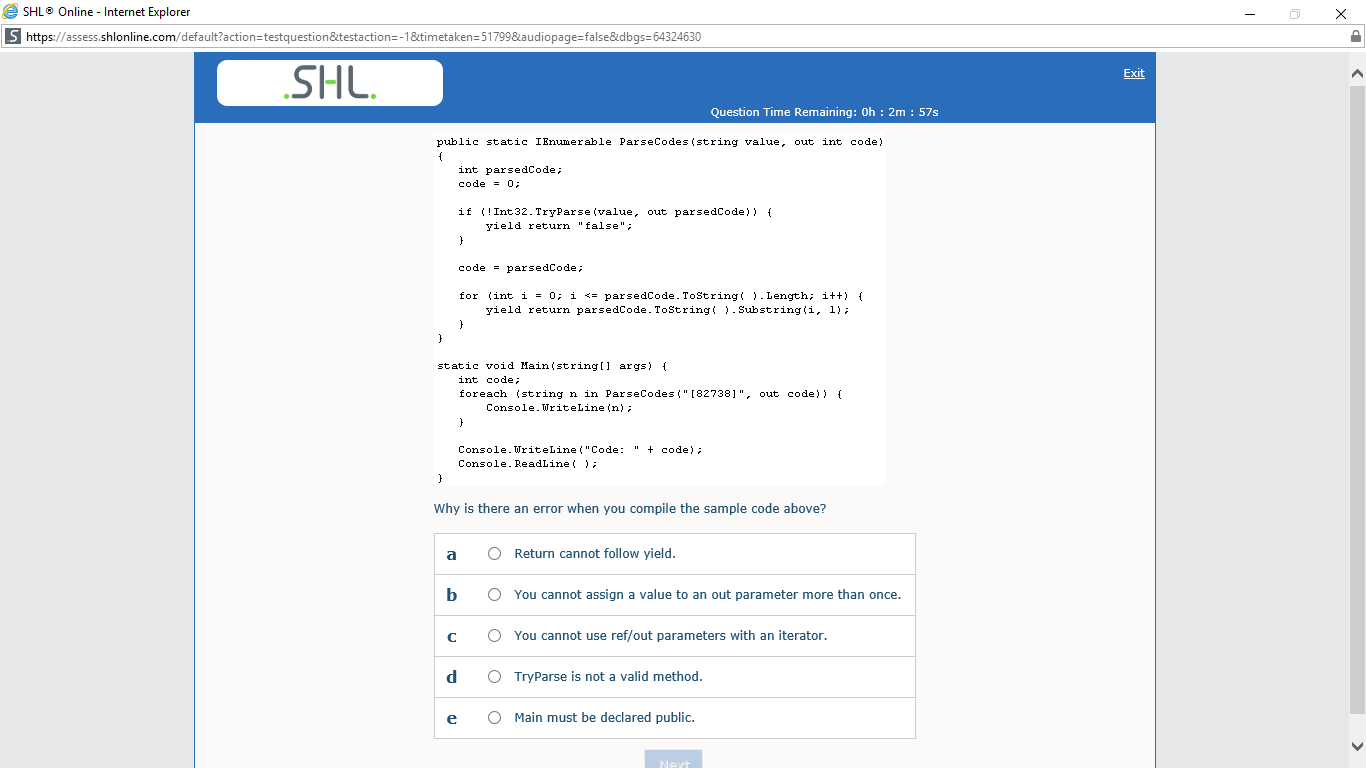 SHL® Online - Internet Explorer
https://assess.shlonline.com/default?action=testquestion&testaction=-1&timetaken=51799&audiopage=false&dbgs=64324630
.SHL.
Exit
Question Time Remaining: 0h : 2m : 57s
public static IEnumerable ParseCodes(string value, out int code)
{
int parsedCode;
code = 0;
if (!Int32.TryParse(value, out parsedCode)) {
yield return "false";
}
code = parsedCode;
for (int i = 0; i <= parsedCode.ToString( ).Length; i++) {
yield return parsedCode.ToString( ).Substring(i, 1);
}
}
static void Main(string[] args) {
int code;
foreach (string n in ParseCodes("[82738]", out code)) {
Console.WriteLine(n);
}
Console.WriteLine("Code: " + code);
Console.ReadLine( );
}
Why is there an error when you compile the sample code above?
a Return cannot follow yield.
b You cannot assign a value to an out parameter more than once.
c You cannot use ref/out parameters with an iterator.
d TryParse is not a valid method.
e Main must be declared public.
Next